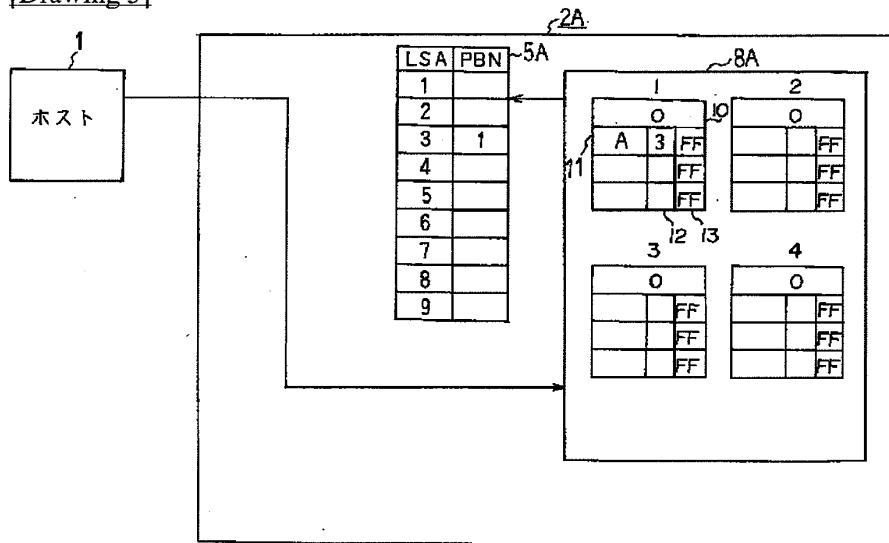 [Drawing 3]
2A
1
ホスト
LSA PBN 5A
1
2
3 1
4
5
6
7
8
9
8A
1 2
0 10 0
11 A 3 FF FF
FF FF
FF FF
12 13
3 4
0 0
FF FF
FF FF
FF FF